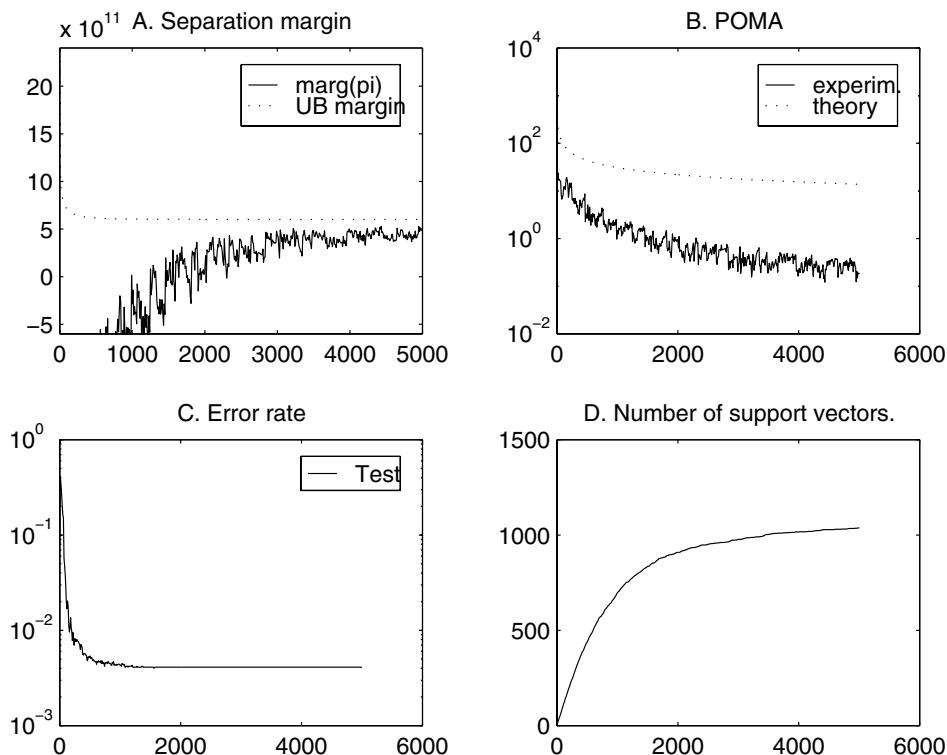 x 10^11 A. Separation margin
marg(pi)
UB margin
20
15
10
5
0
−5
0 1000 2000 3000 4000 5000
B. POMA
experim.
theory
10^4
10^2
10^0
10^−2
0 2000 4000 6000
C. Error rate
Test
10^0
10^−1
10^−2
10^−3
0 2000 4000 6000
D. Number of support vectors.
1500
1000
500
0
0 2000 4000 6000